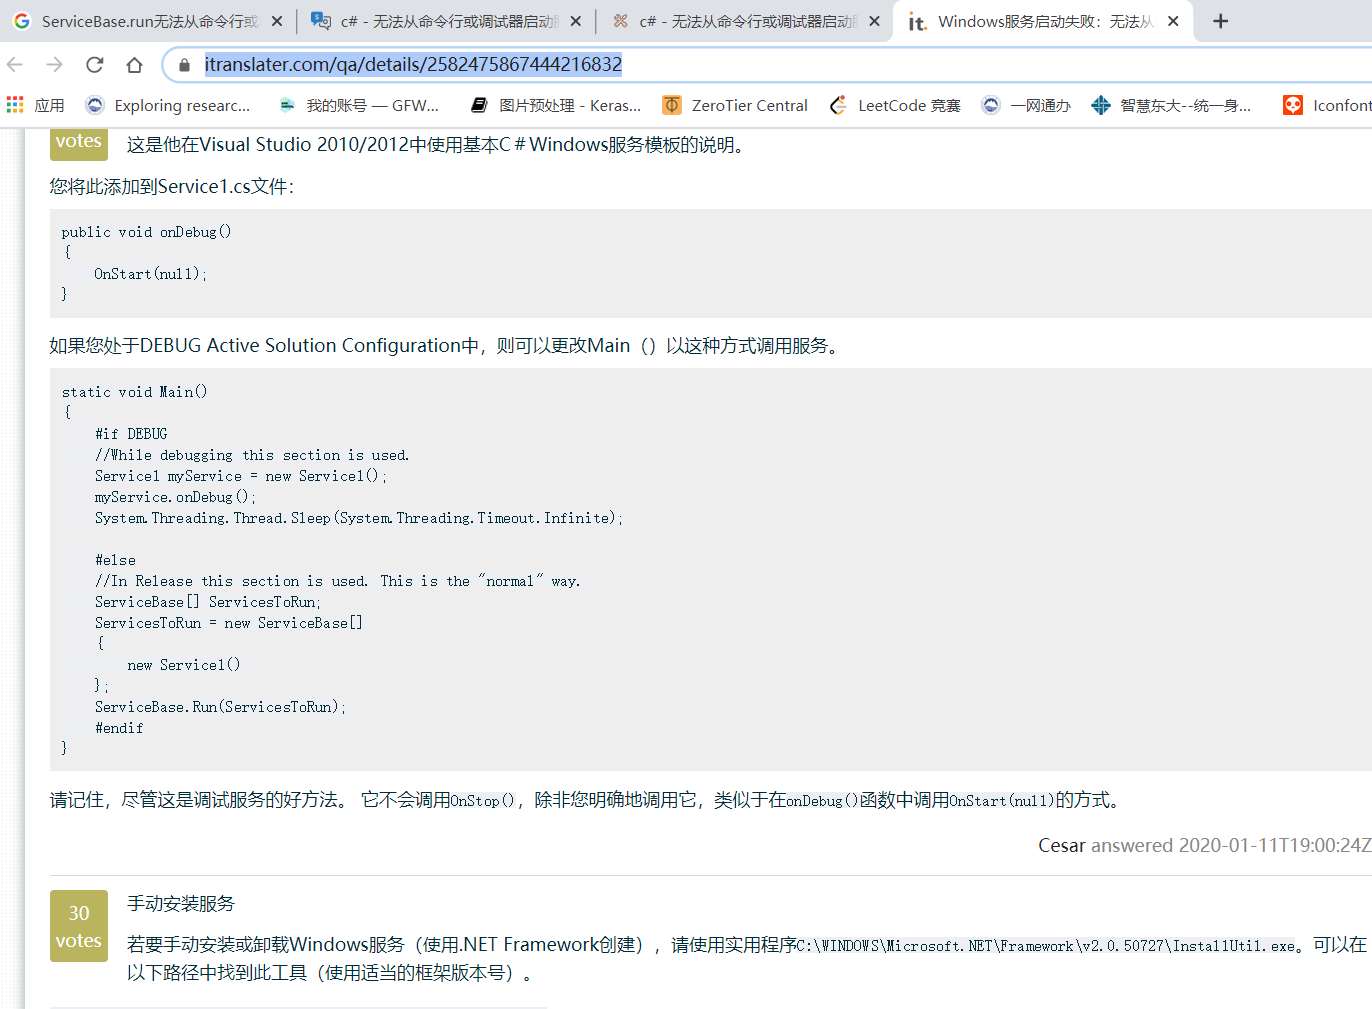 ServiceBase.run无法从命令行或
c# - 无法从命令行或调试器启动
c# - 无法从命令行或调试器启动
it. Windows服务启动失败：无法从
itranslater.com/qa/details/2582475867444216832
应用 Exploring researc... 我的账号 — GFW... 图片预处理 - Keras... ZeroTier Central LeetCode 竞赛 一网通办 智慧东大--统一身... Iconfont
votes 这是他在Visual Studio 2010/2012中使用基本C＃Windows服务模板的说明。
您将此添加到Service1.cs文件：
public void onDebug()
{
    OnStart(null);
}
如果您处于DEBUG Active Solution Configuration中，则可以更改Main（）以这种方式调用服务。
static void Main()
{
    #if DEBUG
    //While debugging this section is used.
    Service1 myService = new Service1();
    myService.onDebug();
    System.Threading.Thread.Sleep(System.Threading.Timeout.Infinite);
    #else
    //In Release this section is used. This is the "normal" way.
    ServiceBase[] ServicesToRun;
    ServicesToRun = new ServiceBase[]
    {
        new Service1()
    };
    ServiceBase.Run(ServicesToRun);
    #endif
}
请记住，尽管这是调试服务的好方法。 它不会调用OnStop()，除非您明确地调用它，类似于在onDebug()函数中调用OnStart(null)的方式。
Cesar answered 2020-01-11T19:00:24Z
30
votes
手动安装服务
若要手动安装或卸载Windows服务（使用.NET Framework创建），请使用实用程序C:\WINDOWS\Microsoft.NET\Framework\v2.0.50727\InstallUtil.exe。可以在
以下路径中找到此工具（使用适当的框架版本号）。